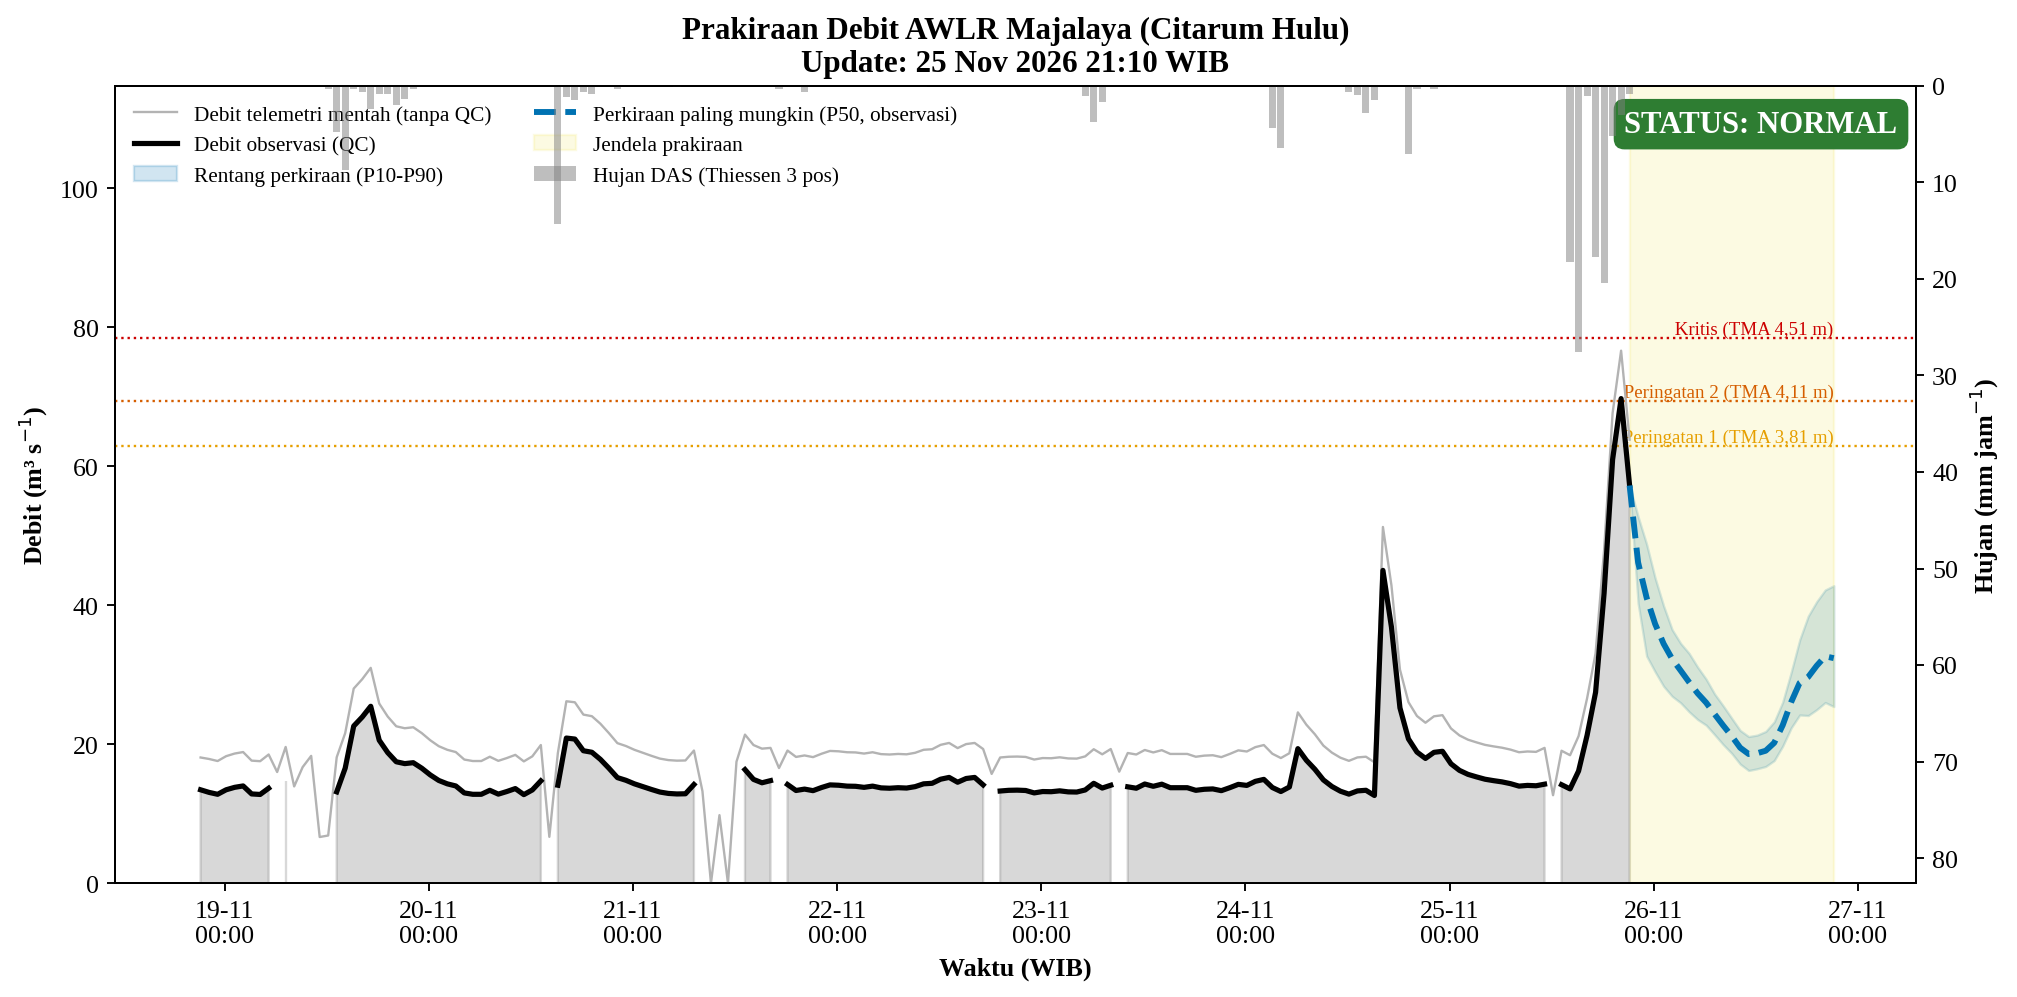 Prakiraan Debit AWLR Majalaya (Citarum Hulu)
Update: 25 Nov 2026 21:10 WIB
Debit telemetri mentah (tanpa QC)
Debit observasi (QC)
Rentang perkiraan (P10-P90)
Perkiraan paling mungkin (P50, observasi)
Jendela prakiraan
Hujan DAS (Thiessen 3 pos)
STATUS: NORMAL
Kritis (TMA 4,51 m)
Peringatan 2 (TMA 4,11 m)
Peringatan 1 (TMA 3,81 m)
Debit (m³ s⁻¹)
100
80
60
40
20
0
Hujan (mm jam⁻¹)
0
10
20
30
40
50
60
70
80
19-11
00:00
20-11
00:00
21-11
00:00
22-11
00:00
23-11
00:00
24-11
00:00
25-11
00:00
26-11
00:00
27-11
00:00
Waktu (WIB)